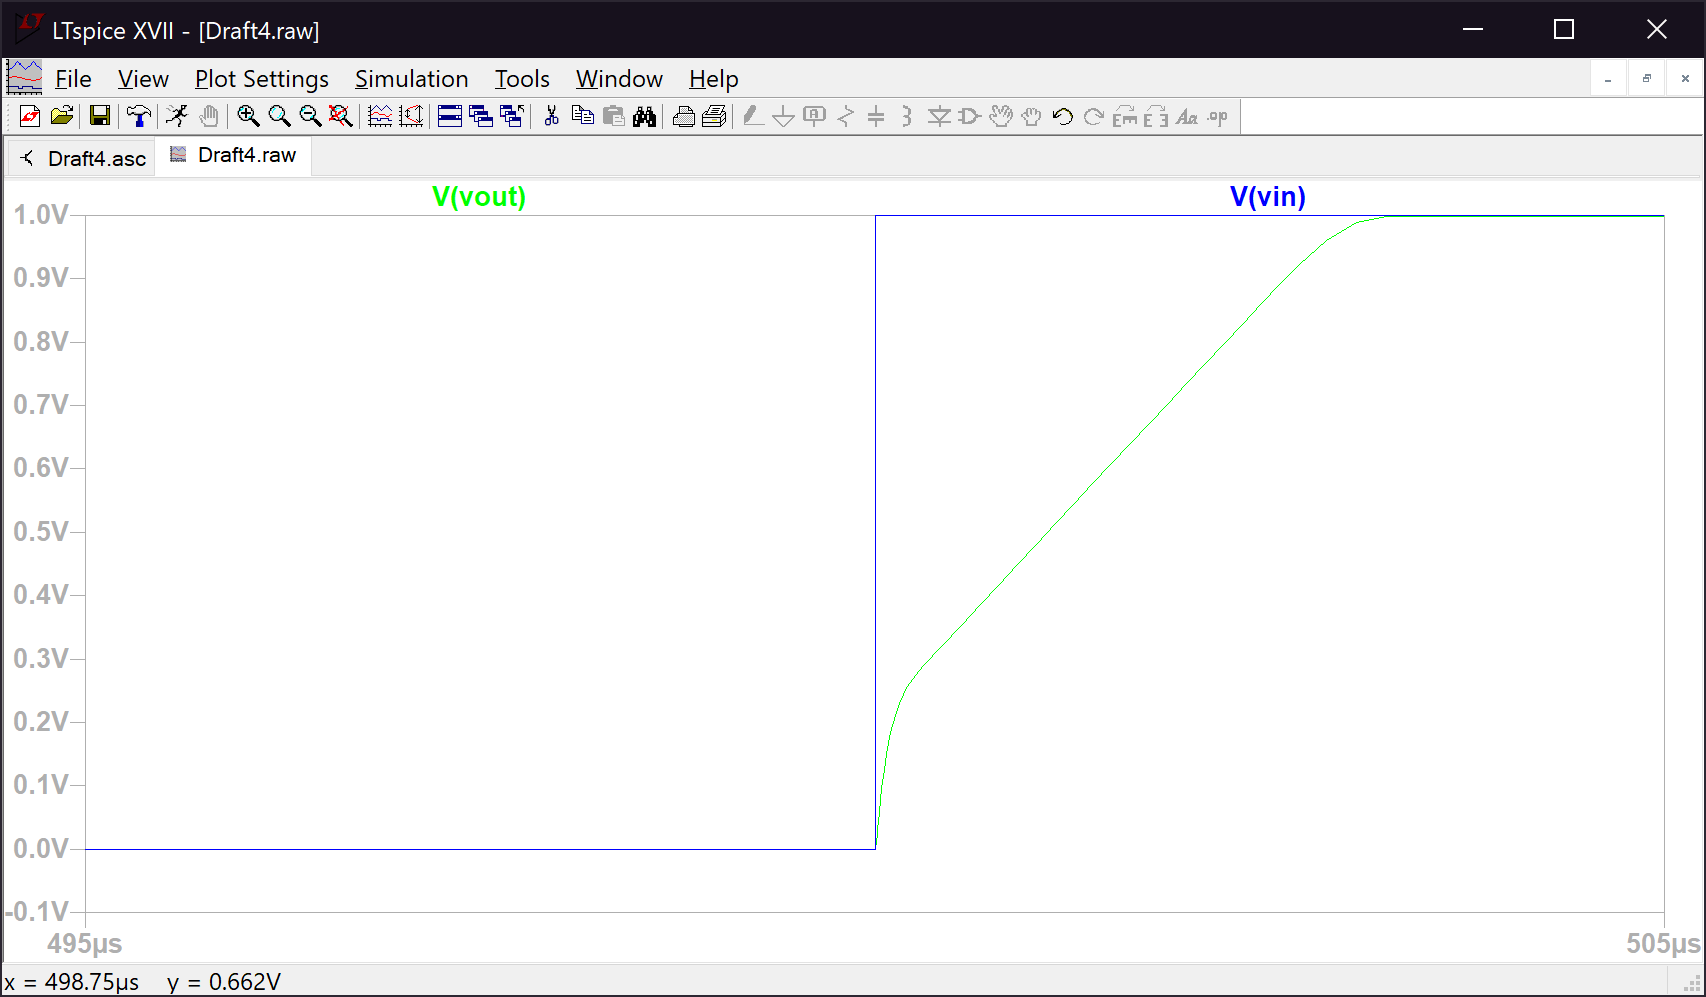 LTspice XVII - [Draft4.raw]
File View Plot Settings Simulation Tools Window Help
Draft4.asc Draft4.raw
V(vout) V(vin)
1.0V
0.9V
0.8V
0.7V
0.6V
0.5V
0.4V
0.3V
0.2V
0.1V
0.0V
-0.1V
495µs 505µs
x = 498.75µs y = 0.662V